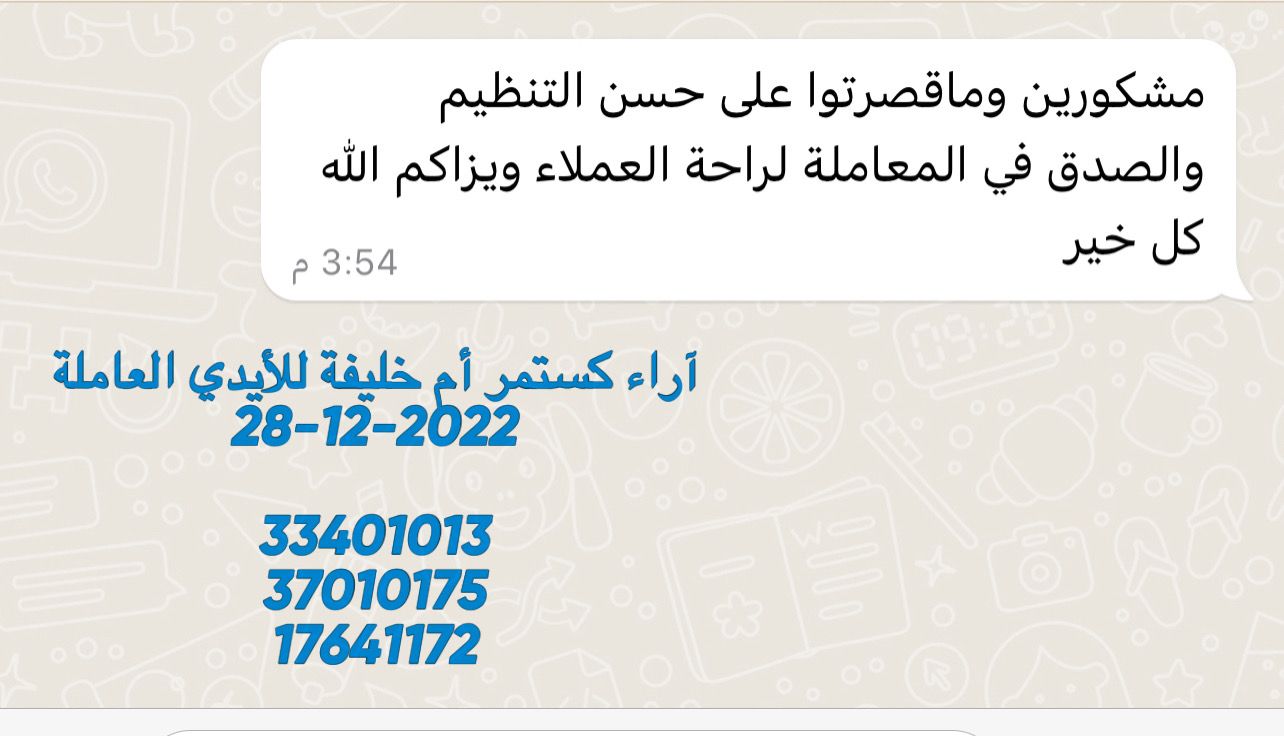 مشكورين وماقصرتوا على حسن التنظيم
والصدق في المعاملة لراحة العملاء ويزاكم الله
كل خير
3:54 م
آراء كستمر أم خليفة للأيدي العاملة
28-12-2022
33401013
37010175
17641172